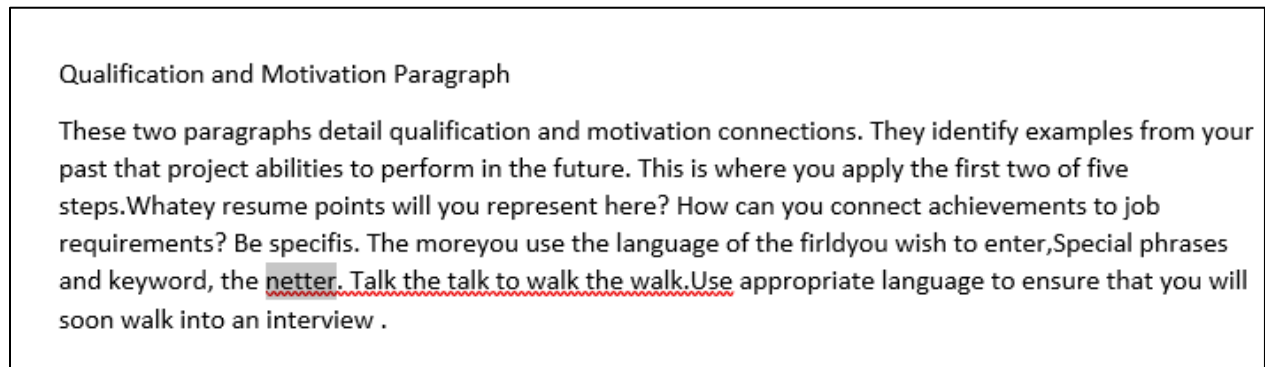 Qualification and Motivation Paragraph
These two paragraphs detail qualification and motivation connections. They identify examples from your
past that project abilities to perform in the future. This is where you apply the first two of five
steps.Whatey resume points will you represent here? How can you connect achievements to job
requirements? Be specifis. The moreyou use the language of the firldyou wish to enter,Special phrases
and keyword, the netter. Talk the talk to walk the walk.Use appropriate language to ensure that you will
soon walk into an interview .